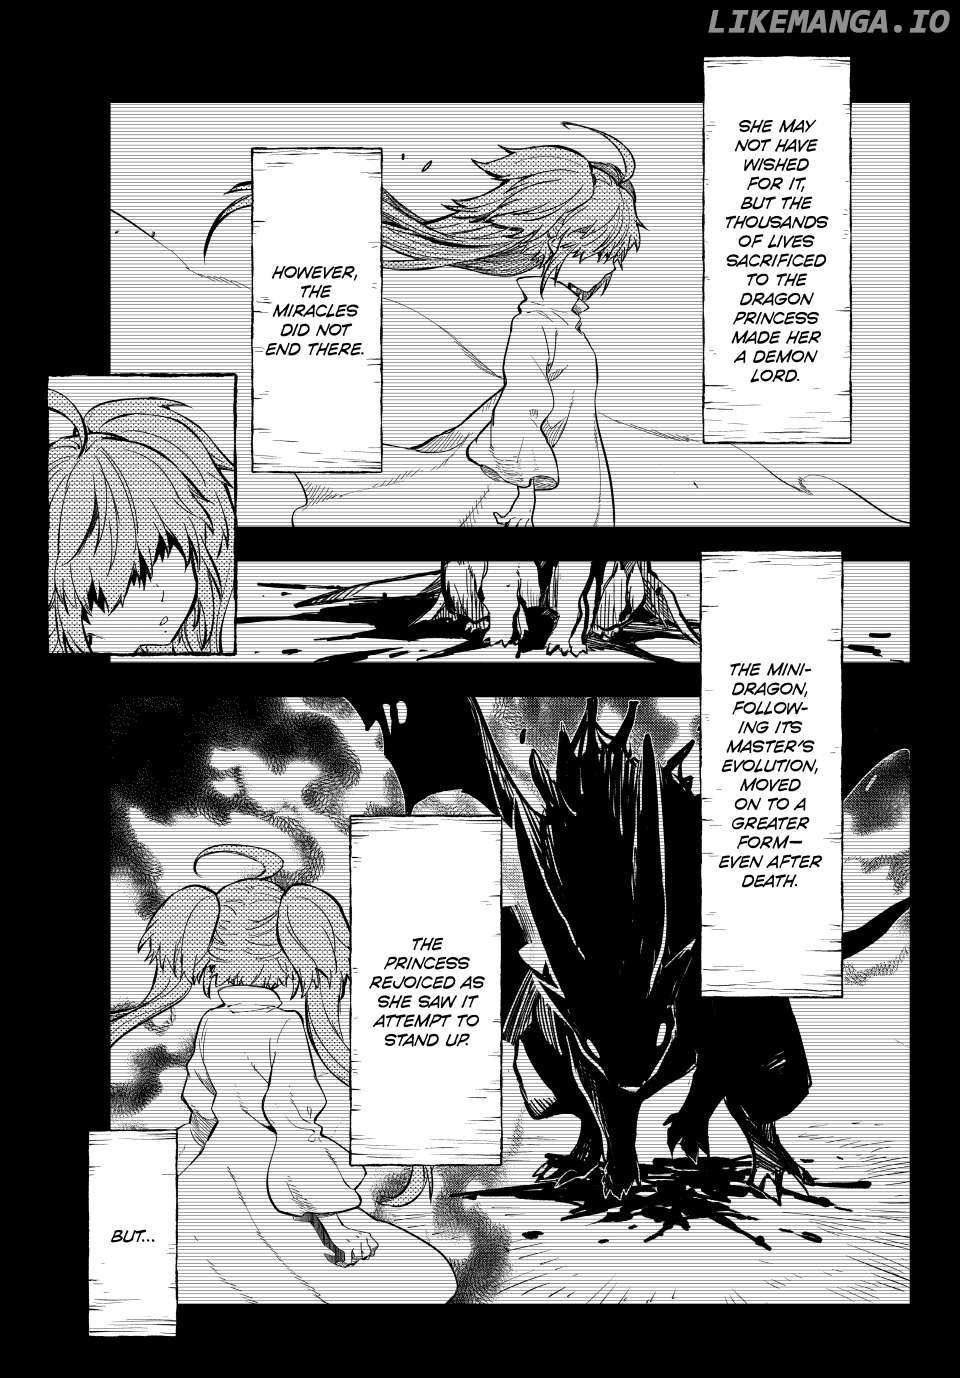 LIKEMANGA.IO
SHE MAY
NOT HAVE
WISHED
FOR IT,
BUT THE
THOUSANDS
OF LIVES
SACRIFICED
TO THE
DRAGON
PRINCESS
MADE HER
A DEMON
LORD.
HOWEVER,
THE
MIRACLES
DID NOT
END THERE.
THE MINI-
DRAGON,
FOLLOW-
ING ITS
MASTER'S
EVOLUTION,
MOVED
ON TO A
GREATER
FORM—
EVEN AFTER
DEATH.
THE
PRINCESS
REJOICED AS
SHE SAW IT
ATTEMPT TO
STAND UP.
BUT...